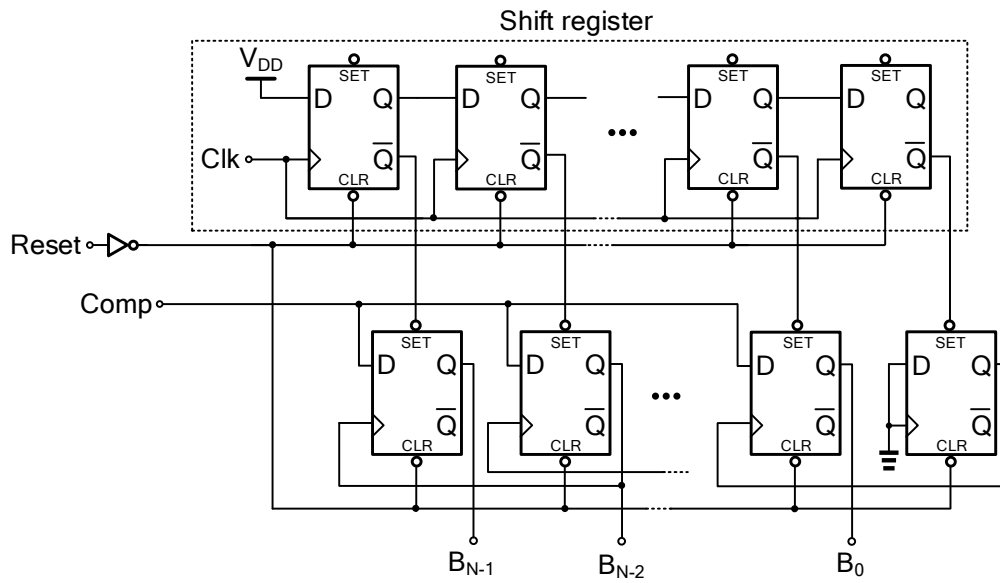 Shift register
V_DD
SET SET SET SET
D Q D Q D Q D Q
Clk Q̅ Q̅ ••• Q̅ Q̅
CLR CLR CLR CLR
Reset
Comp
SET SET SET SET
D Q D Q D Q D Q
Q̅ Q̅ ••• Q̅ Q̅
CLR CLR CLR CLR
B_N-1 B_N-2 B_0